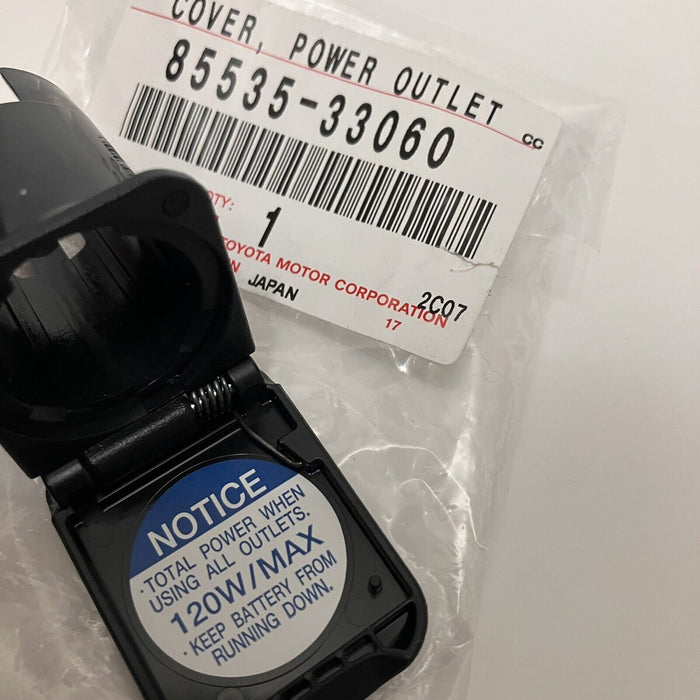 COVER, POWER OUTLET
85535-33060
CC
QTY:
1
TOYOTA MOTOR CORPORATION
JAPAN
17
2C07
NOTICE
·TOTAL POWER WHEN
USING ALL OUTLETS.
120W/MAX
·KEEP BATTERY FROM
RUNNING DOWN.